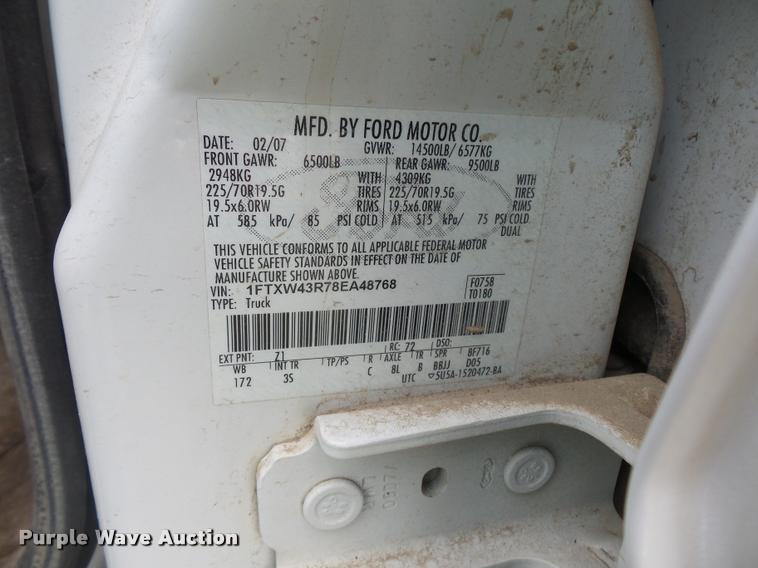 MFD. BY FORD MOTOR CO.
DATE: 02/07 GVWR: 14500LB/ 6577KG
FRONT GAWR: 6500LB REAR GAWR: 9500LB
2948KG WITH 4309KG WITH
225/70R19.5G TIRES 225/70R19.5G TIRES
19.5x6.0RW RIMS 19.5x6.0RW RIMS
AT 585 kPa/ 85 PSI COLD AT 515 kPa/ 75 PSI COLD
DUAL
THIS VEHICLE CONFORMS TO ALL APPLICABLE FEDERAL MOTOR
VEHICLE SAFETY STANDARDS IN EFFECT ON THE DATE OF
MANUFACTURE SHOWN ABOVE.
VIN: 1FTXW43R78EA48768 F0758
TYPE: Truck T0180
EXT PNT: Z1 RC: 72 DSO:
WB INT TR TP/PS R AXLE TR SPR BF716
172 3S C 8L B BBJJ D05
UTC 5U5A-1520472-BA
Purple Wave Auction